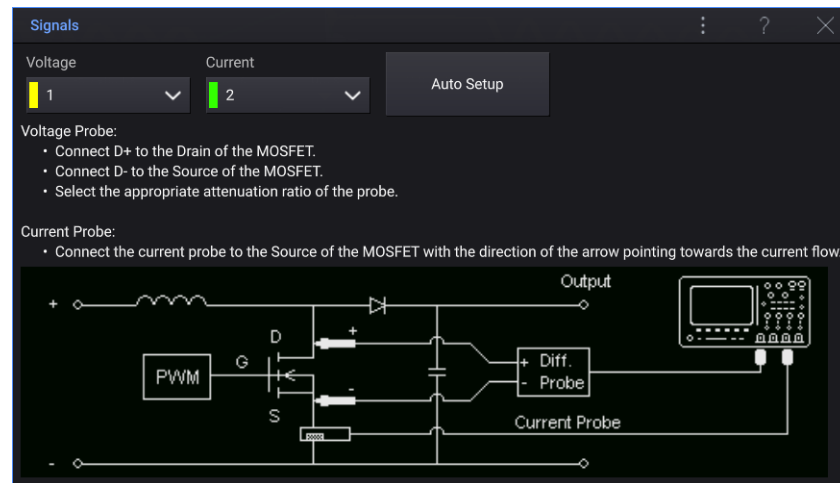 Signals
?
Voltage Current
1 2 Auto Setup
Voltage Probe:
• Connect D+ to the Drain of the MOSFET.
• Connect D- to the Source of the MOSFET.
• Select the appropriate attenuation ratio of the probe.
Current Probe:
• Connect the current probe to the Source of the MOSFET with the direction of the arrow pointing towards the current flow.
Output
+
D +
G
PWM
+ Diff.
- Probe
-
S
Current Probe
-